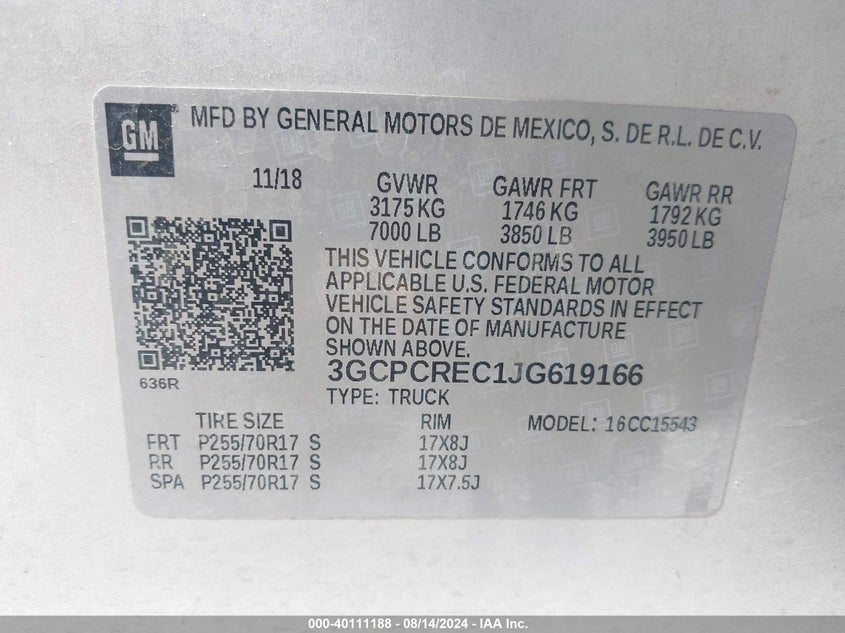 GM ® MFD BY GENERAL MOTORS DE MEXICO, S. DE R.L. DE C.V.
11/18 GVWR GAWR FRT GAWR RR
3175 KG 1746 KG 1792 KG
7000 LB 3850 LB 3950 LB
THIS VEHICLE CONFORMS TO ALL
APPLICABLE U.S. FEDERAL MOTOR
VEHICLE SAFETY STANDARDS IN EFFECT
ON THE DATE OF MANUFACTURE
SHOWN ABOVE.
636R
3GCPCREC1JG619166
TYPE: TRUCK
TIRE SIZE RIM MODEL: 16CC15543
FRT P255/70R17 S 17X8J
RR P255/70R17 S 17X8J
SPA P255/70R17 S 17X7.5J
000-40111188 - 08/14/2024 - IAA Inc.